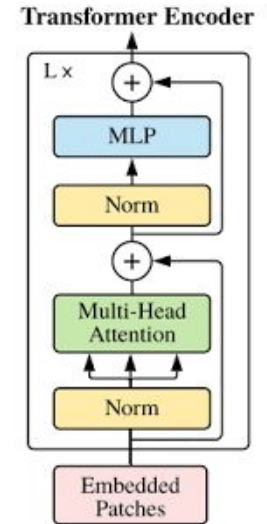 Transformer Encoder
L ×
+
MLP
Norm
+
Multi-Head
Attention
Norm
Embedded
Patches